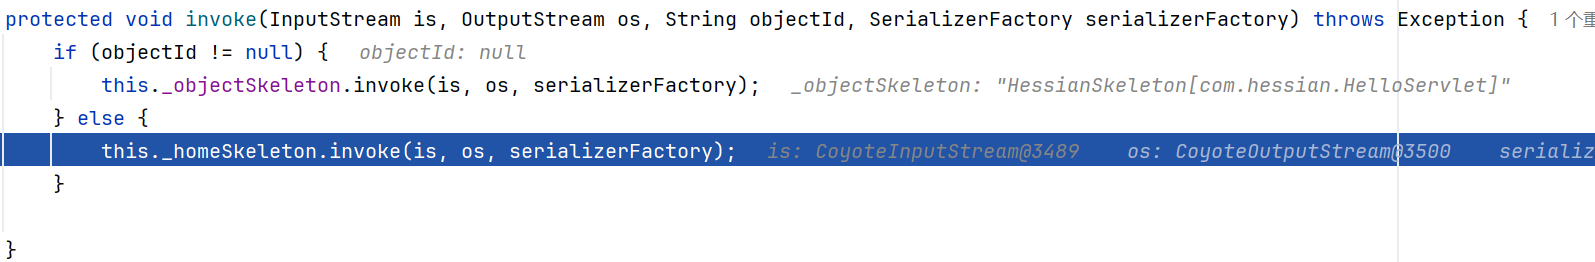 protected void invoke(InputStream is, OutputStream os, String objectId, SerializerFactory serializerFactory) throws Exception { 1个重
if (objectId != null) { objectId: null
this._objectSkeleton.invoke(is, os, serializerFactory); _objectSkeleton: "HessianSkeleton[com.hessian.HelloServlet]"
} else {
this._homeSkeleton.invoke(is, os, serializerFactory); is: CoyoteInputStream@3489 os: CoyoteOutputStream@3500 serializ
}
}